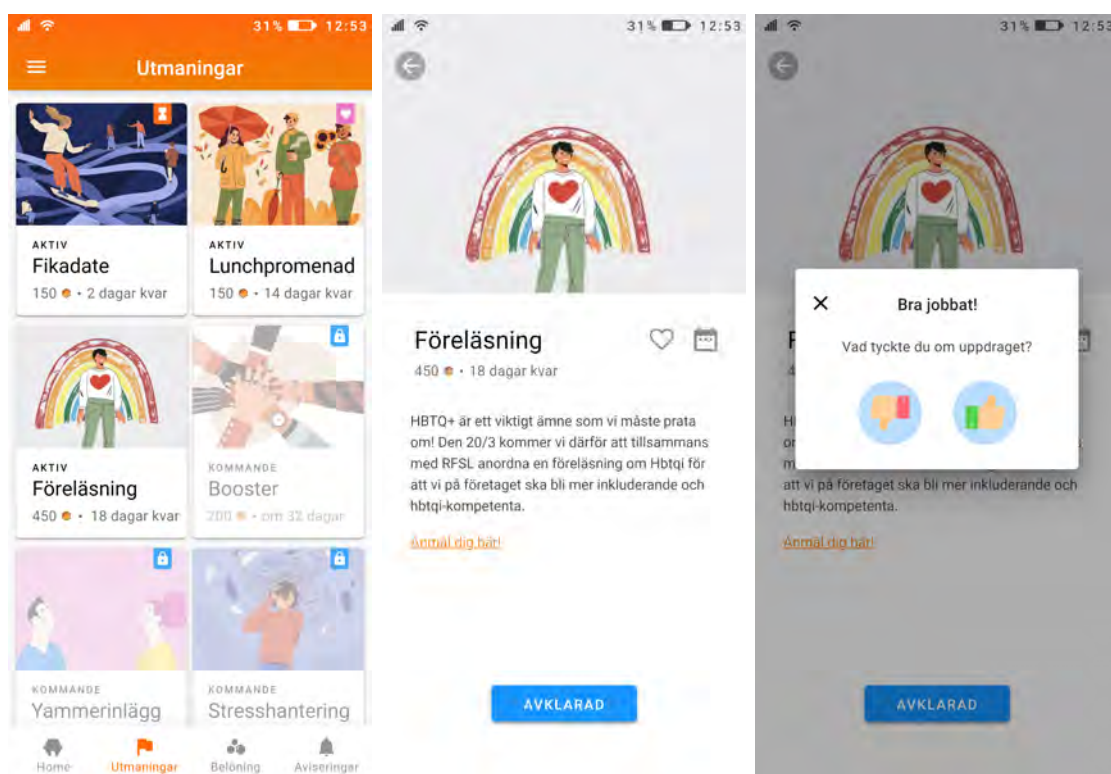 31% 12:53
Utmaningar
AKTIV
Fikadate
150 • 2 dagar kvar
AKTIV
Lunchpromenad
150 • 14 dagar kvar
AKTIV
Föreläsning
450 • 18 dagar kvar
KOMMANDE
Booster
200 • om 32 dagar
KOMMANDE
Yammerinlägg
KOMMANDE
Stresshantering
Home Utmaningar Belöning Aviseringar
31% 12:53
Föreläsning
450 • 18 dagar kvar
HBTQ+ är ett viktigt ämne som vi måste prata
om! Den 20/3 kommer vi därför att tillsammans
med RFSL anordna en föreläsning om Hbtqi för
att vi på företaget ska bli mer inkluderande och
hbtqi-kompetenta.
Anmäl dig här!
AVKLARAD
31% 12:53
Bra jobbat!
Vad tyckte du om uppdraget?
att vi på företaget ska bli mer inkluderande och
hbtqi-kompetenta.
Anmäl dig här!
AVKLARAD